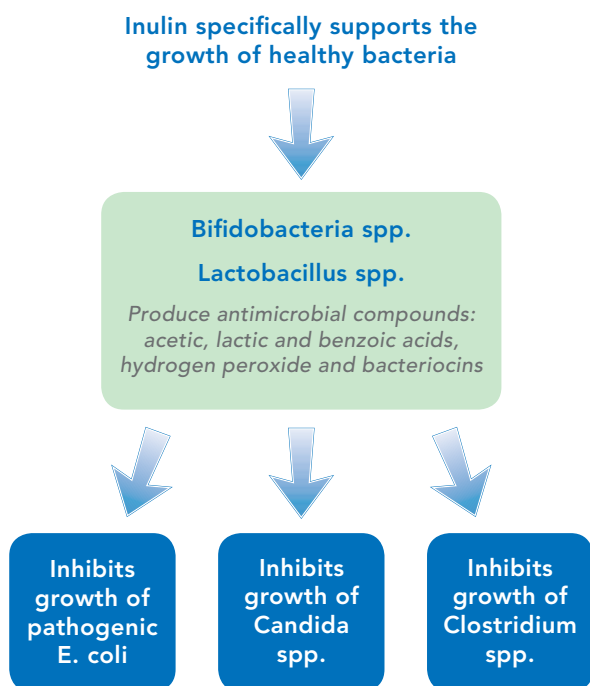 Inulin specifically supports the
growth of healthy bacteria
Bifidobacteria spp.
Lactobacillus spp.
Produce antimicrobial compounds:
acetic, lactic and benzoic acids,
hydrogen peroxide and bacteriocins
Inhibits
growth of
pathogenic
E. coli
Inhibits
growth of
Candida
spp.
Inhibits
growth of
Clostridium
spp.